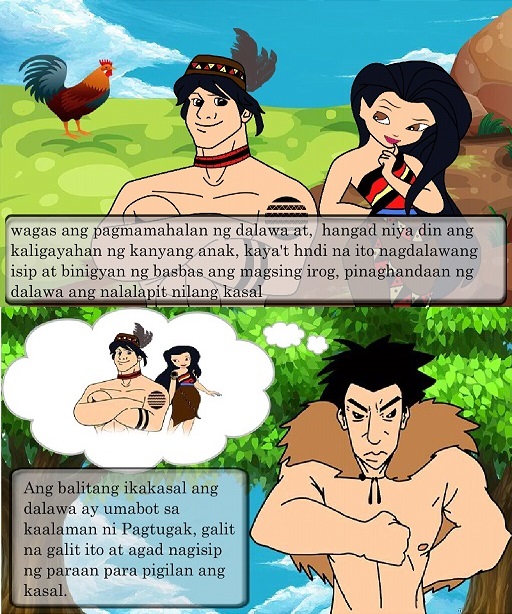 wagas ang pagmamahalan ng dalawa at,  hangad niya din ang
kaligayahan ng kanyang anak, kaya't hndi na ito nagdalawang
isip at binigyan ng basbas ang magsing irog, pinaghandaan ng
dalawa ang nalalapit nilang kasal
Ang balitang ikakasal ang
dalawa ay umabot sa
kaalaman ni Pagtugak, galit
na galit ito at agad nagisip
ng paraan para pigilan ang
kasal.